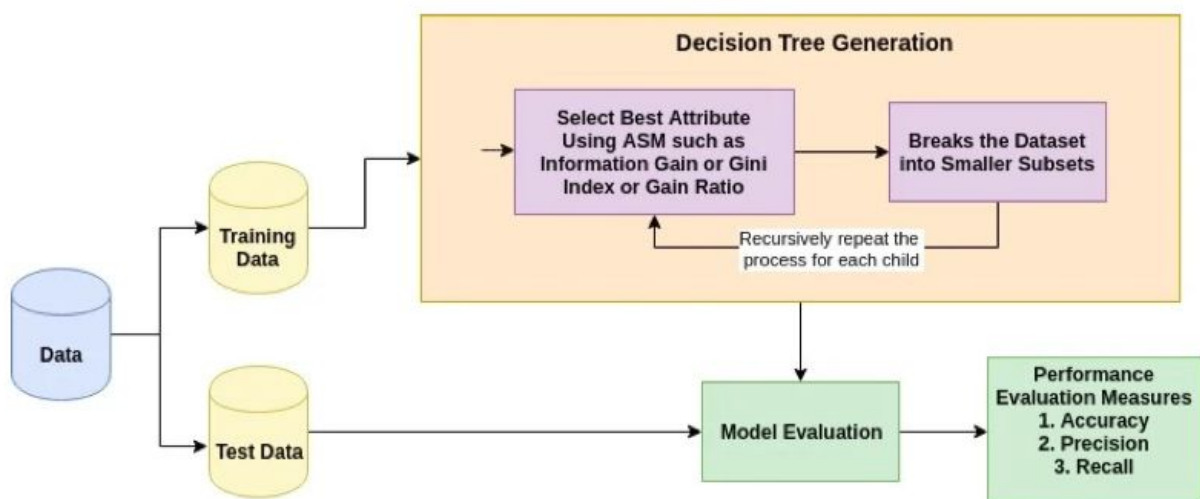 Decision Tree Generation
Select Best Attribute
Using ASM such as
Information Gain or Gini
Index or Gain Ratio
Breaks the Dataset
into Smaller Subsets
Recursively repeat the
process for each child
Training
Data
Data
Test Data
Model Evaluation
Performance
Evaluation Measures
1. Accuracy
2. Precision
3. Recall